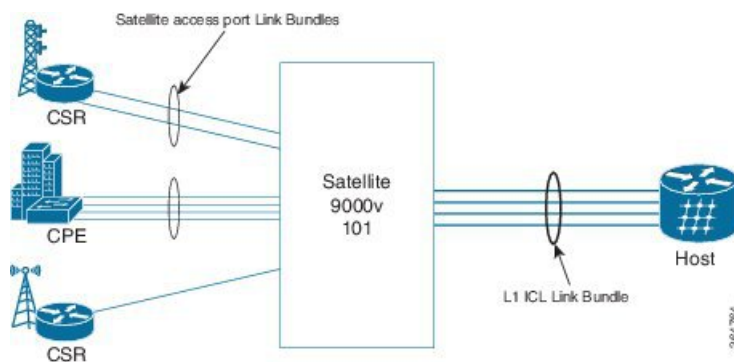 Satellite access port Link Bundles
CSR
CPE
CSR
Satellite
9000v
101
Host
L1 ICL Link Bundle